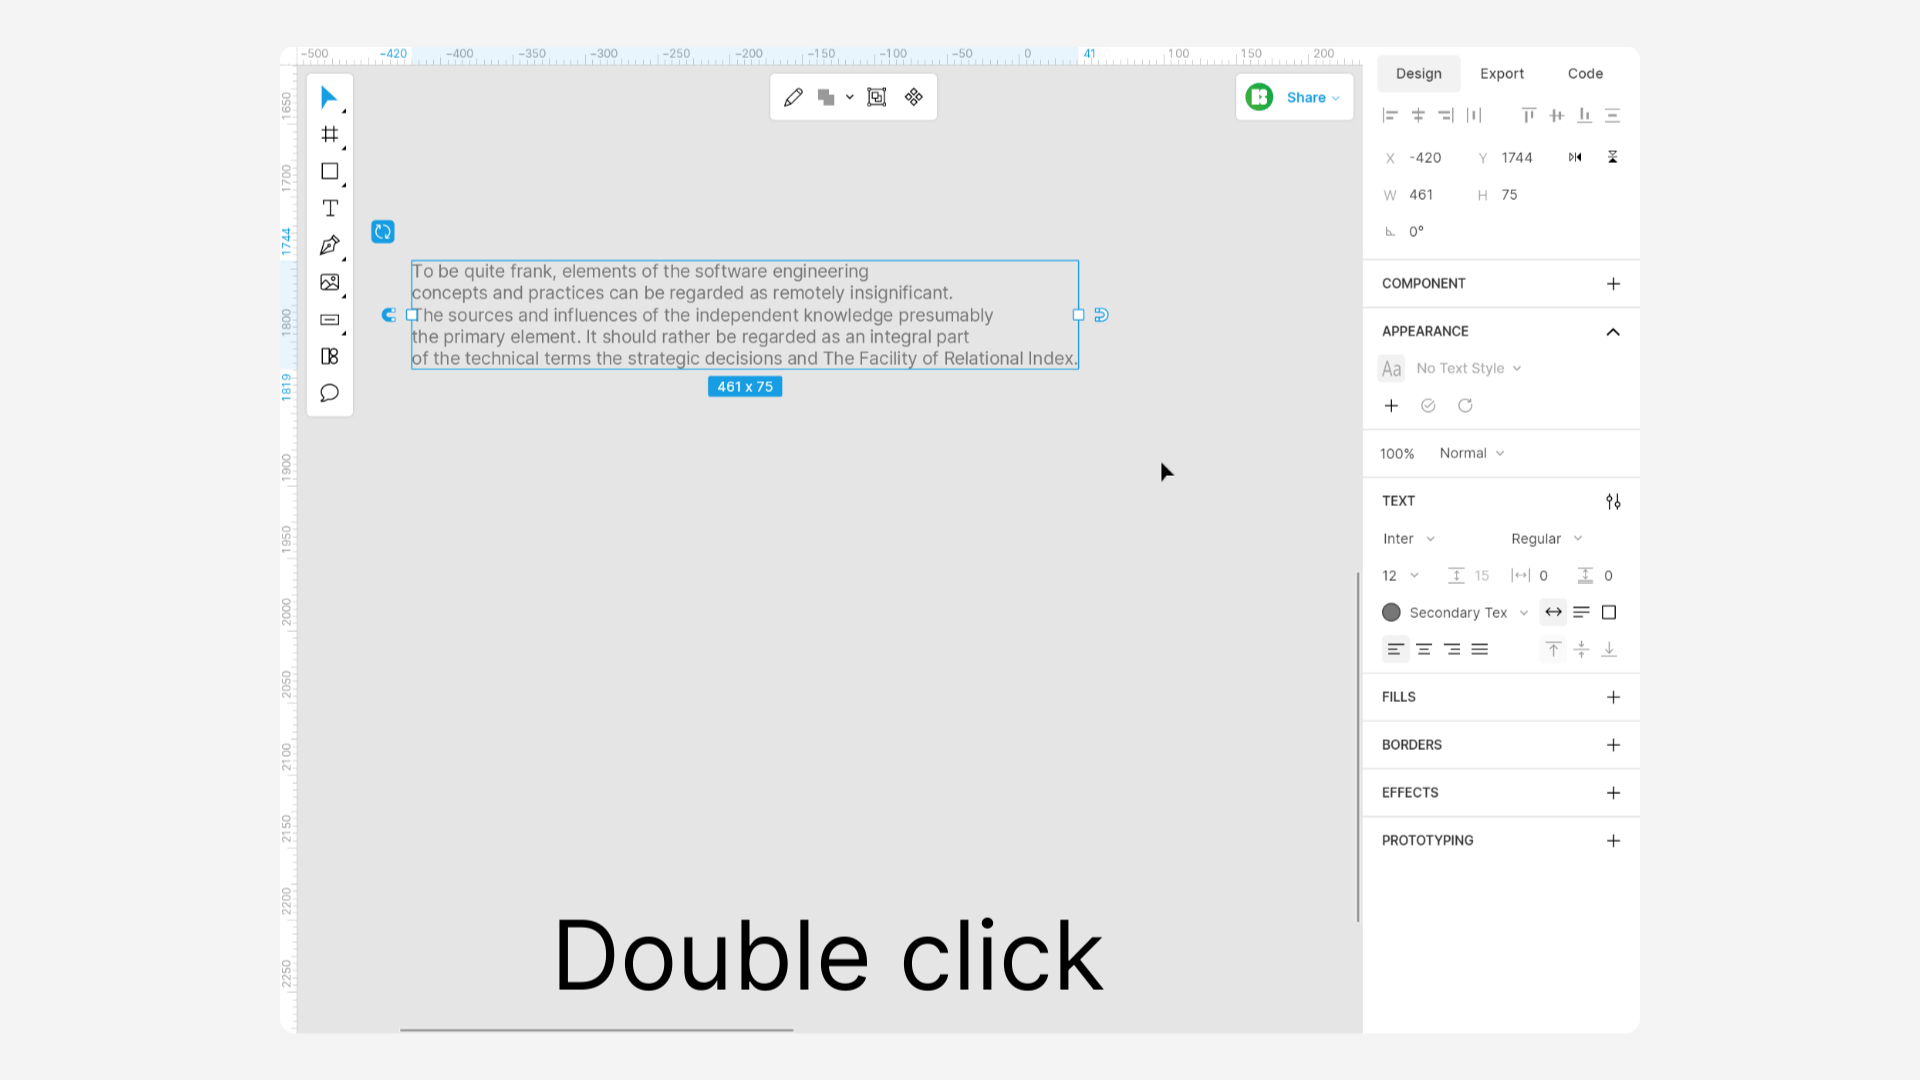 -500 -420 -400 -350 -300 -250 -200 -150 -100 -50 0 41 100 150 200
Design Export Code
Share
1650
1700
1744
1800
1819
1900
1950
2000
2050
2100
2150
2200
2250
X -420 Y 1744
W 461 H 75
0°
To be quite frank, elements of the software engineering
concepts and practices can be regarded as remotely insignificant.
The sources and influences of the independent knowledge presumably
the primary element. It should rather be regarded as an integral part
of the technical terms the strategic decisions and The Facility of Relational Index.
461 x 75
COMPONENT
APPEARANCE
Aa No Text Style
100% Normal
TEXT
Inter Regular
12 15 0 0
Secondary Tex
FILLS
BORDERS
EFFECTS
PROTOTYPING
Double click